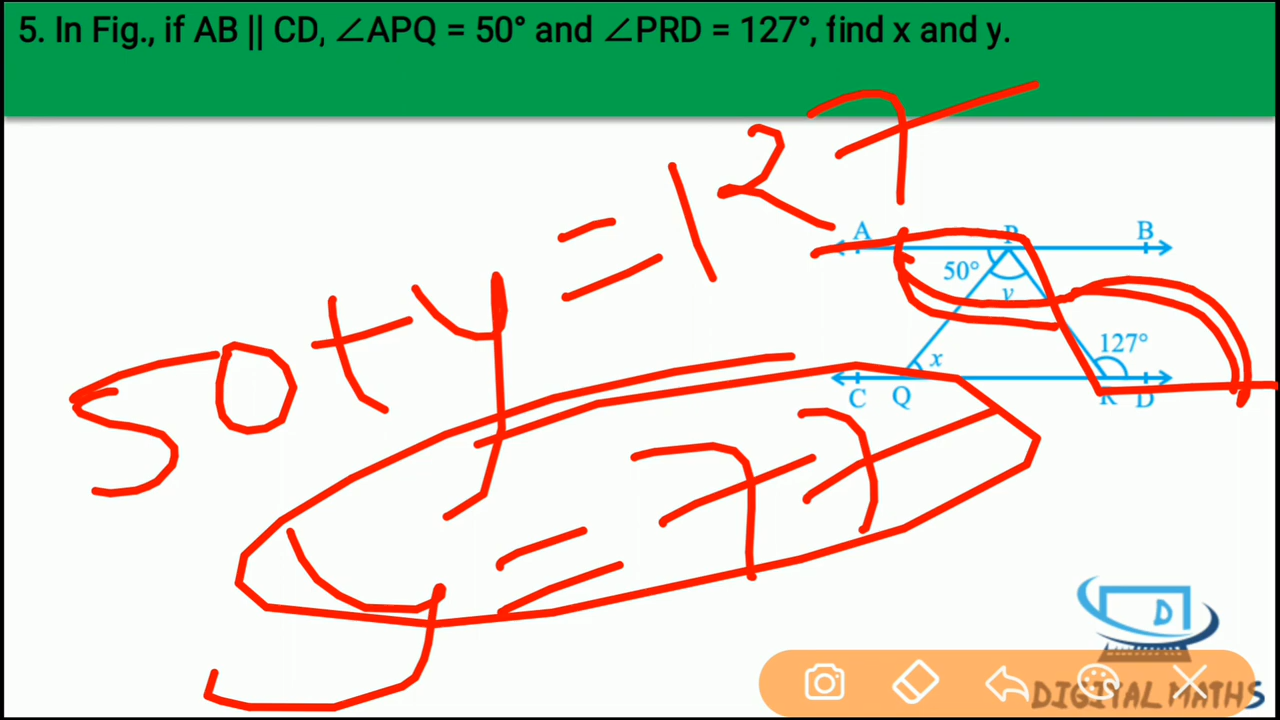 5. In Fig., if AB || CD, ∠APQ = 50° and ∠PRD = 127°, find x and y.
50 + y = 127
A P B
50° y
127°
x
C Q R D
y = 77
D
DIGITAL MATHS